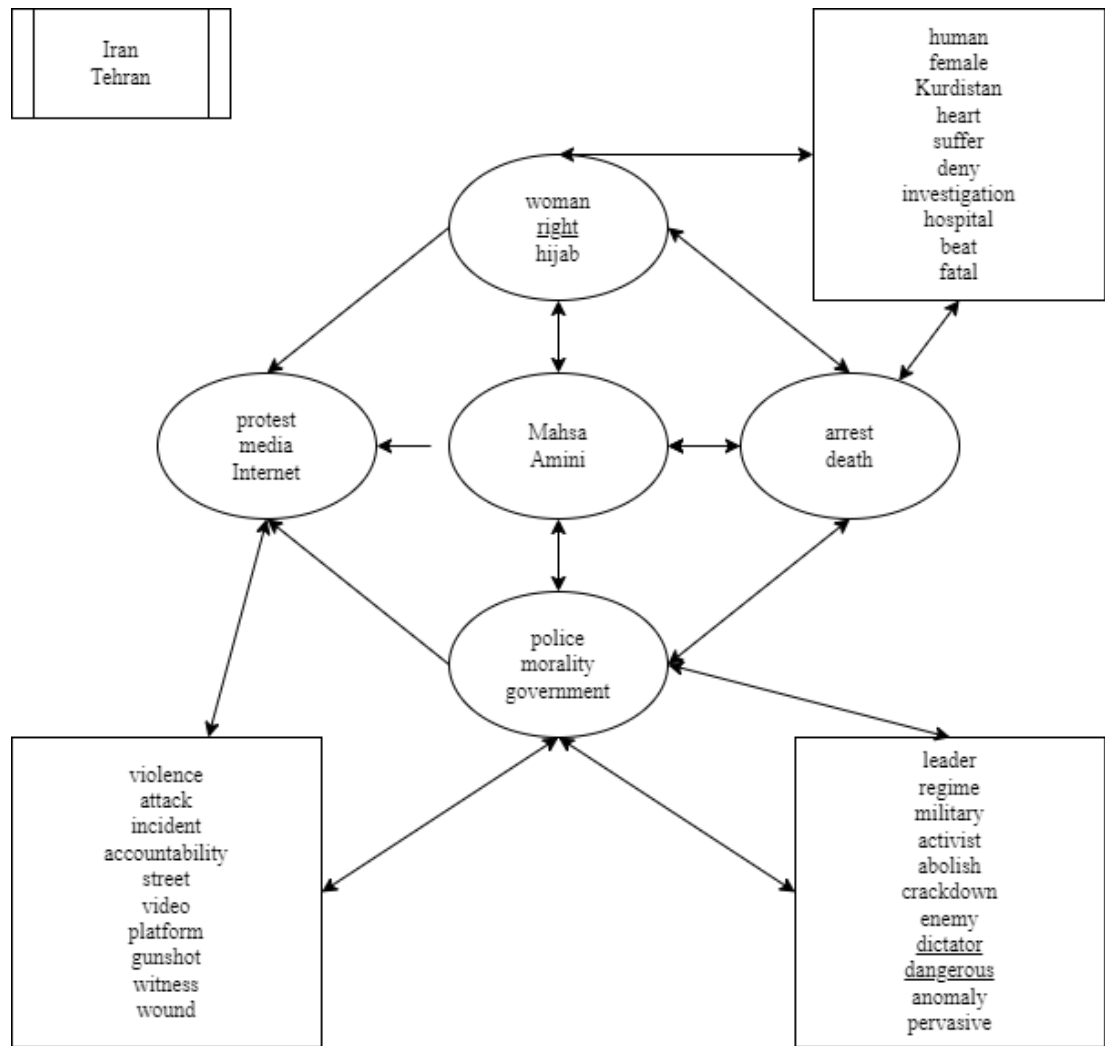 Iran
Tehran
human
female
Kurdistan
heart
suffer
deny
investigation
hospital
beat
fatal
woman
right
hijab
protest
media
Internet
Mahsa
Amini
arrest
death
police
morality
government
violence
attack
incident
accountability
street
video
platform
gunshot
witness
wound
leader
regime
military
activist
abolish
crackdown
enemy
dictator
dangerous
anomaly
pervasive